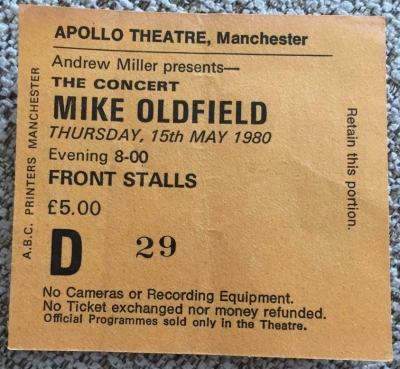 APOLLO THEATRE, Manchester
Andrew Miller presents—
THE CONCERT
MIKE OLDFIELD
THURSDAY, 15th MAY 1980
Evening 8-00
FRONT STALLS
£5.00
D 29
No Cameras or Recording Equipment.
No Ticket exchanged nor money refunded.
Official Programmes sold only in the Theatre.
A.B.C. PRINTERS MANCHESTER
Retain this portion.